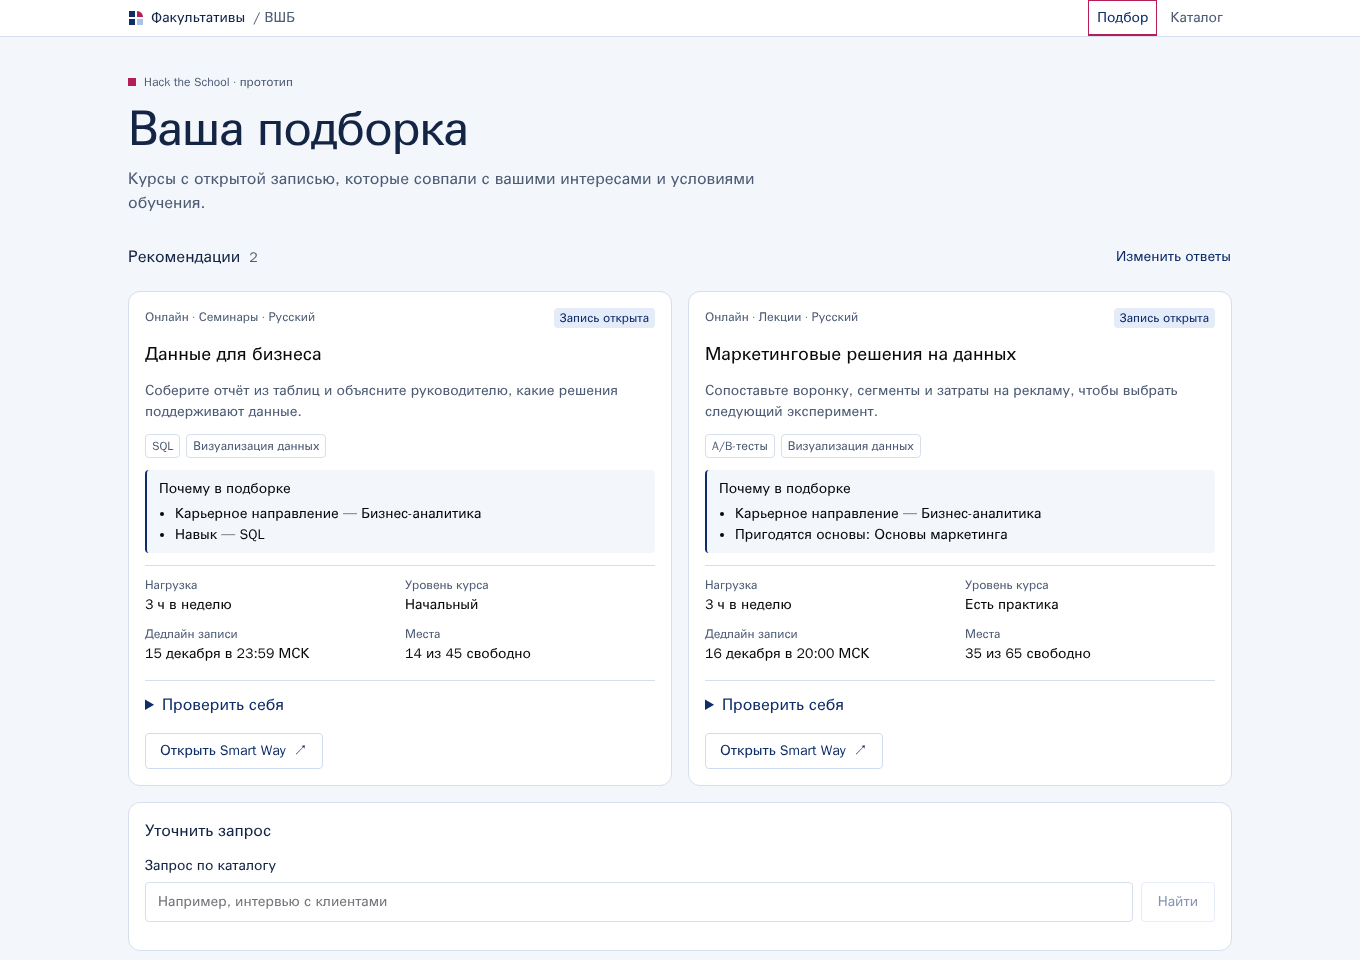 Факультативы / ВШБ
Подбор
Каталог
Hack the School · прототип
Ваша подборка
Курсы с открытой записью, которые совпали с вашими интересами и условиями
обучения.
Рекомендации 2
Изменить ответы
Онлайн · Семинары · Русский
Запись открыта
Данные для бизнеса
Соберите отчёт из таблиц и объясните руководителю, какие решения
поддерживают данные.
SQL
Визуализация данных
Почему в подборке
• Карьерное направление — Бизнес-аналитика
• Навык — SQL
Нагрузка
3 ч в неделю
Уровень курса
Начальный
Дедлайн записи
15 декабря в 23:59 МСК
Места
14 из 45 свободно
▶ Проверить себя
Открыть Smart Way ↗
Онлайн · Лекции · Русский
Запись открыта
Маркетинговые решения на данных
Сопоставьте воронку, сегменты и затраты на рекламу, чтобы выбрать
следующий эксперимент.
A/B-тесты
Визуализация данных
Почему в подборке
• Карьерное направление — Бизнес-аналитика
• Пригодятся основы: Основы маркетинга
Нагрузка
3 ч в неделю
Уровень курса
Есть практика
Дедлайн записи
16 декабря в 20:00 МСК
Места
35 из 65 свободно
▶ Проверить себя
Открыть Smart Way ↗
Уточнить запрос
Запрос по каталогу
Например, интервью с клиентами
Найти